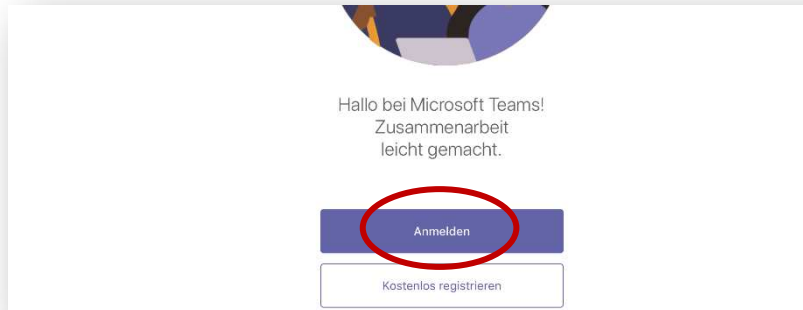 Hallo bei Microsoft Teams!
Zusammenarbeit
leicht gemacht.
Anmelden
Kostenlos registrieren